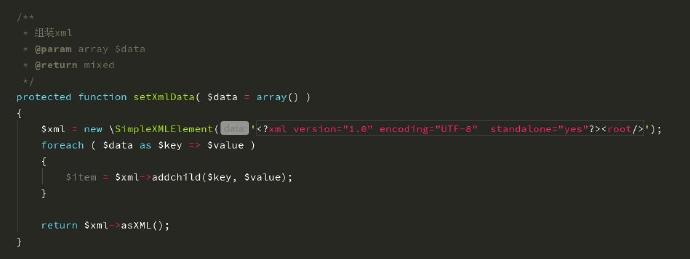 /**
 * 组装xml
 * @param array $data
 * @return mixed
 */
protected function setXmlData( $data = array() )
{
    $xml = new \SimpleXMLElement( data: '<?xml version="1.0" encoding="UTF-8"  standalone="yes"?><root/>');
    foreach ( $data as $key => $value )
    {
        $item = $xml->addchild($key, $value);
    }

    return $xml->asXML();
}